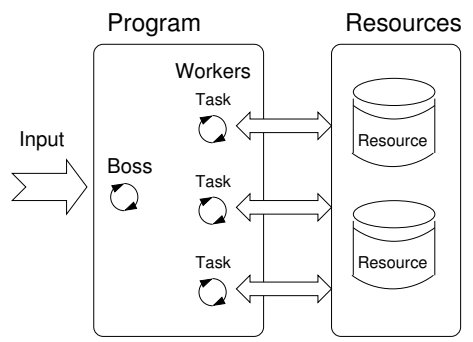 Program
Resources
Workers
Task
Input
Boss
Task
Task
Resource
Resource